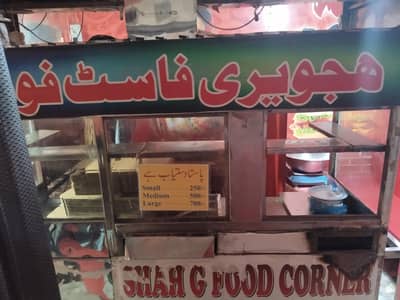 ہجویری فاسٹ فو
پاستا دستیاب ہے
Small 250
Medium 500
Large 700
SHAH G FOOD CORNER